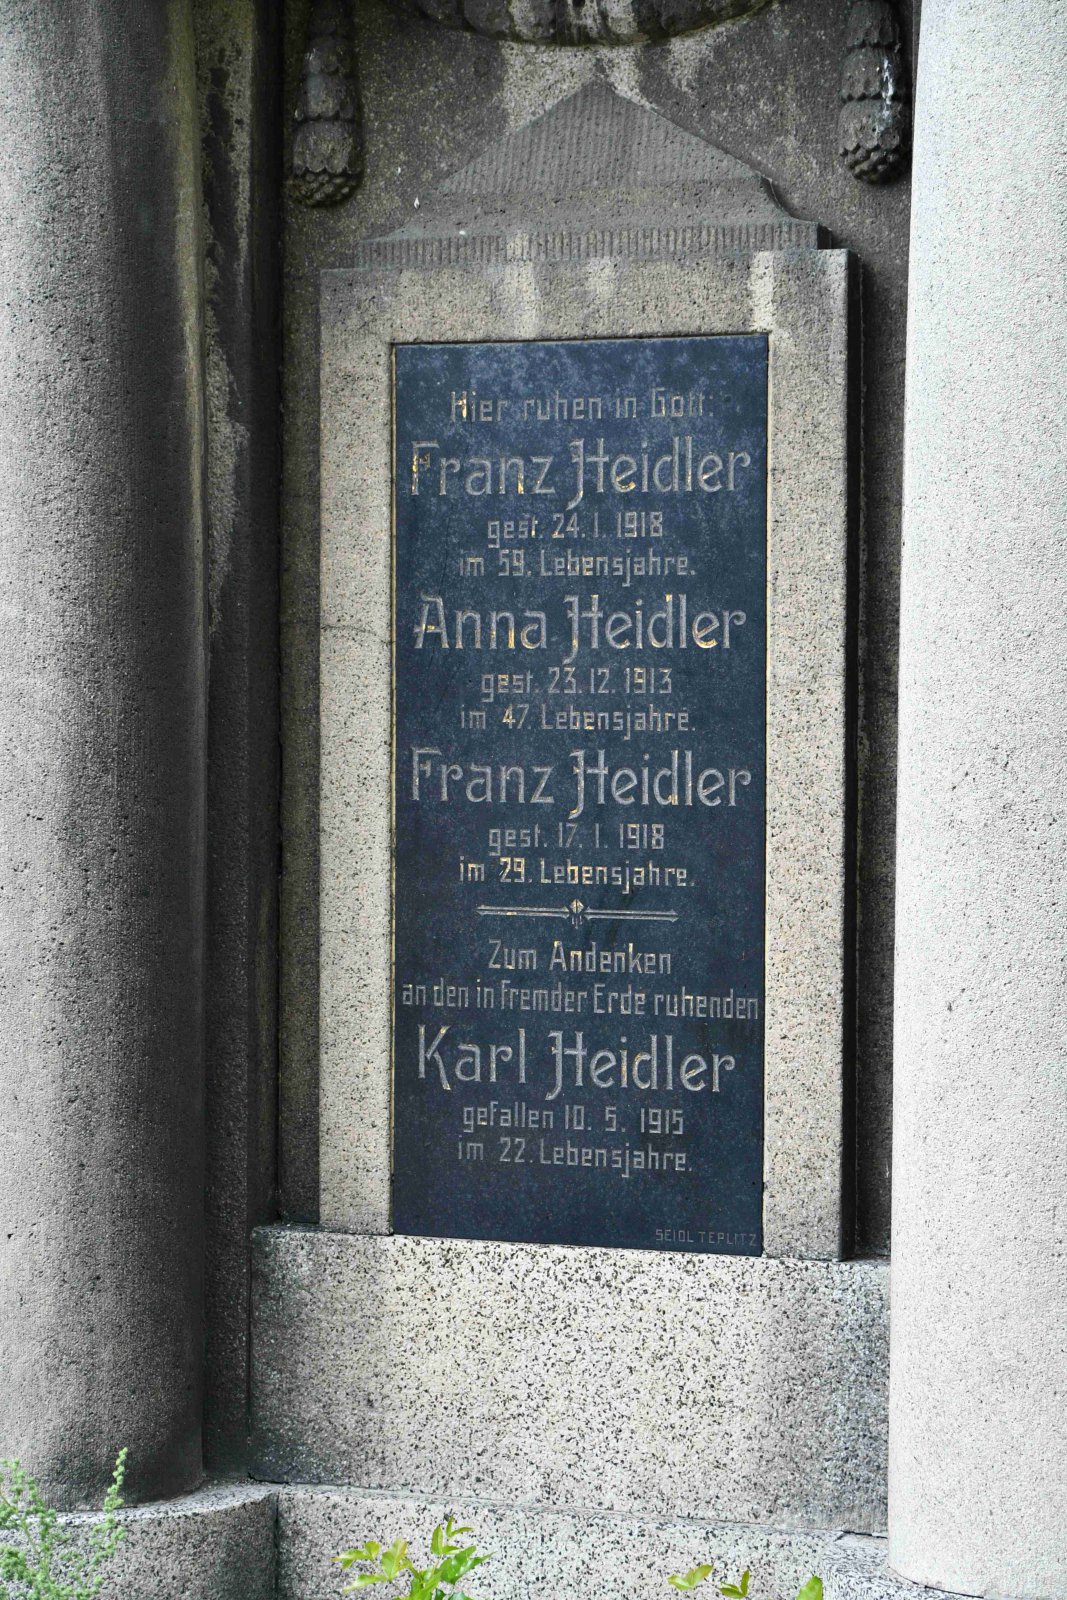 Hier ruhen in Gott:
Franz Heidler
gest. 24. 1. 1918
im 59. Lebensjahre.
Anna Heidler
gest. 23. 12. 1913
im 47. Lebensjahre.
Franz Heidler
gest. 17. 1. 1918
im 29. Lebensjahre.
Zum Andenken
an den in fremder Erde ruhenden
Karl Heidler
gefallen 10. 5. 1915
im 22. Lebensjahre.
SEIDL TEPLITZ